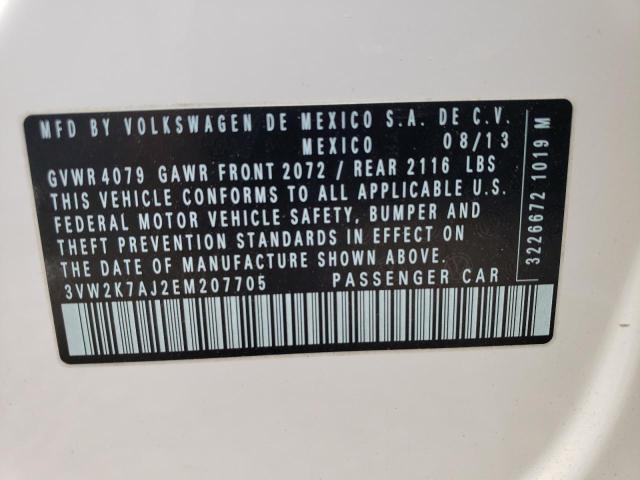 MFD BY VOLKSWAGEN DE MEXICO S.A. DE C.V.
MEXICO 08/13
GVWR 4079 GAWR FRONT 2072 / REAR 2116 LBS
THIS VEHICLE CONFORMS TO ALL APPLICABLE U.S.
FEDERAL MOTOR VEHICLE SAFETY, BUMPER AND
THEFT PREVENTION STANDARDS IN EFFECT ON
THE DATE OF MANUFACTURE SHOWN ABOVE.
3VW2K7AJ2EM207705 PASSENGER CAR
3226672 1019 M